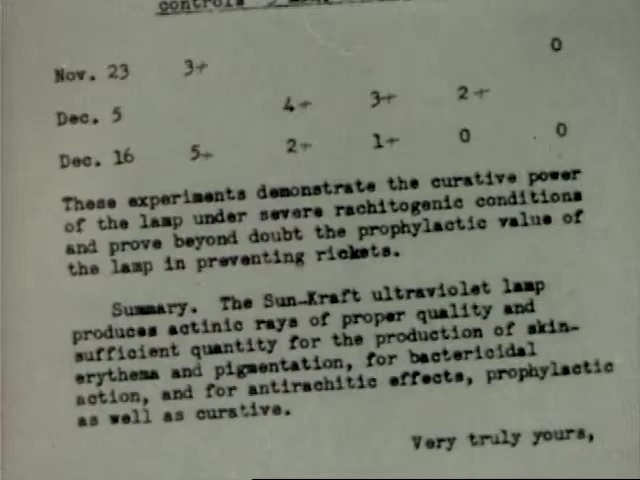 controls
0
Nov. 23 3+
Dec. 5 4+ 3+ 2+
Dec. 16 5+ 2+ 1+ 0 0
These experiments demonstrate the curative power
of the lamp under severe rachitogenic conditions
and prove beyond doubt the prophylactic value of
the lamp in preventing rickets.
Summary. The Sun-Kraft ultraviolet lamp
produces actinic rays of proper quality and
sufficient quantity for the production of skin-
erythema and pigmentation, for bactericidal
action, and for antirachitic effects, prophylactic
as well as curative.
Very truly yours,